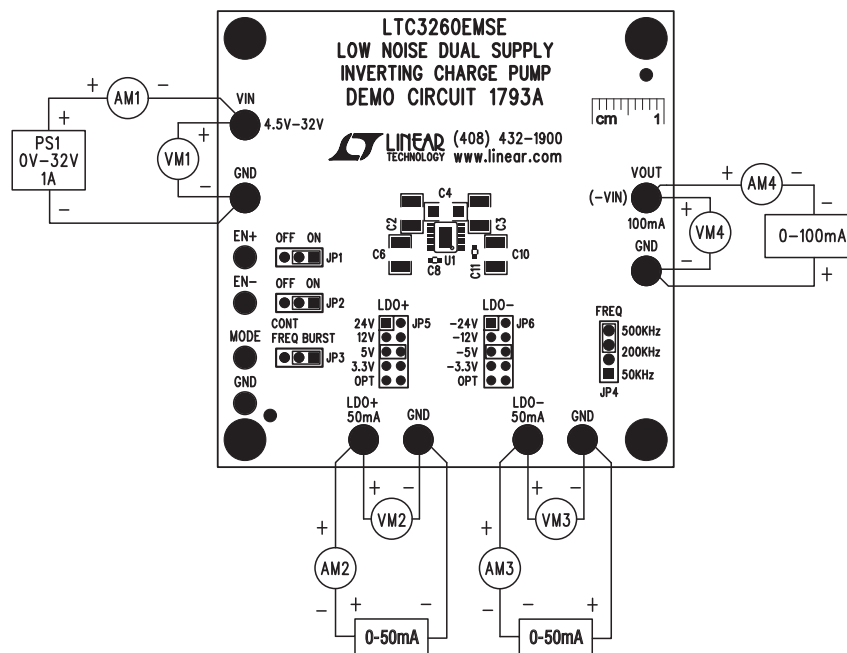 LTC3260EMSE
LOW NOISE DUAL SUPPLY
INVERTING CHARGE PUMP
DEMO CIRCUIT 1793A
LINEAR
TECHNOLOGY
(408) 432-1900
www.linear.com
cm 1
+ AM1 -
+
PS1
0V-32V
1A
-
VIN
4.5V-32V
+
VM1
-
GND
EN+
OFF ON
JP1
EN-
OFF ON
JP2
CONT
FREQ BURST
MODE
JP3
GND
C4
C2
C3
C6
U1
C8
C11
C10
VOUT
(-VIN)
100mA
GND
+ AM4 -
+
VM4
-
-
0-100mA
+
LDO+
24V
JP5
12V
5V
3.3V
OPT
LDO-
-24V
JP6
-12V
-5V
-3.3V
OPT
FREQ
500KHz
200KHz
50KHz
JP4
LDO+
50mA
GND
LDO-
50mA
GND
+ VM2 -
+
AM2
-
+ -
0-50mA
+ VM3 -
+
AM3
-
- +
0-50mA